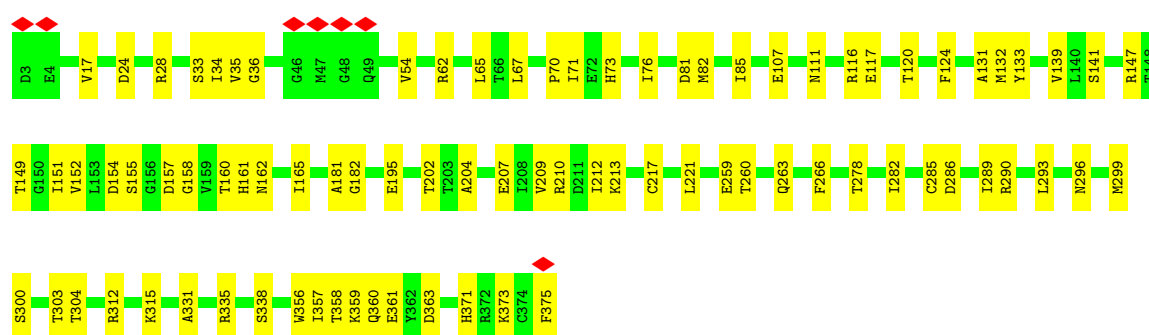 D3 E4 V17 D24 R28 S33 I34 V35 G36 G46 M47 G48 Q49 V54 R62 L65 T66 L67 P70 I71 E72 H73 I76 D81 M82 I85 E107 N111 R116 E117 T120 F124 A131 M132 Y133 V139 L140 S141 R147 T148
T149 G150 I151 V152 L153 D154 S155 G156 D157 G158 V159 T160 H161 N162 I165 A181 G182 E195 T202 T203 A204 E207 I208 V209 R210 D211 I212 K213 C217 L221 E259 T260 Q263 F266 T278 I282 C285 D286 I289 R290 L293 N296 M299
S300 T303 T304 R312 K315 A331 R335 S338 W356 I357 T358 K359 Q360 E361 Y362 D363 H371 R372 K373 C374 F375